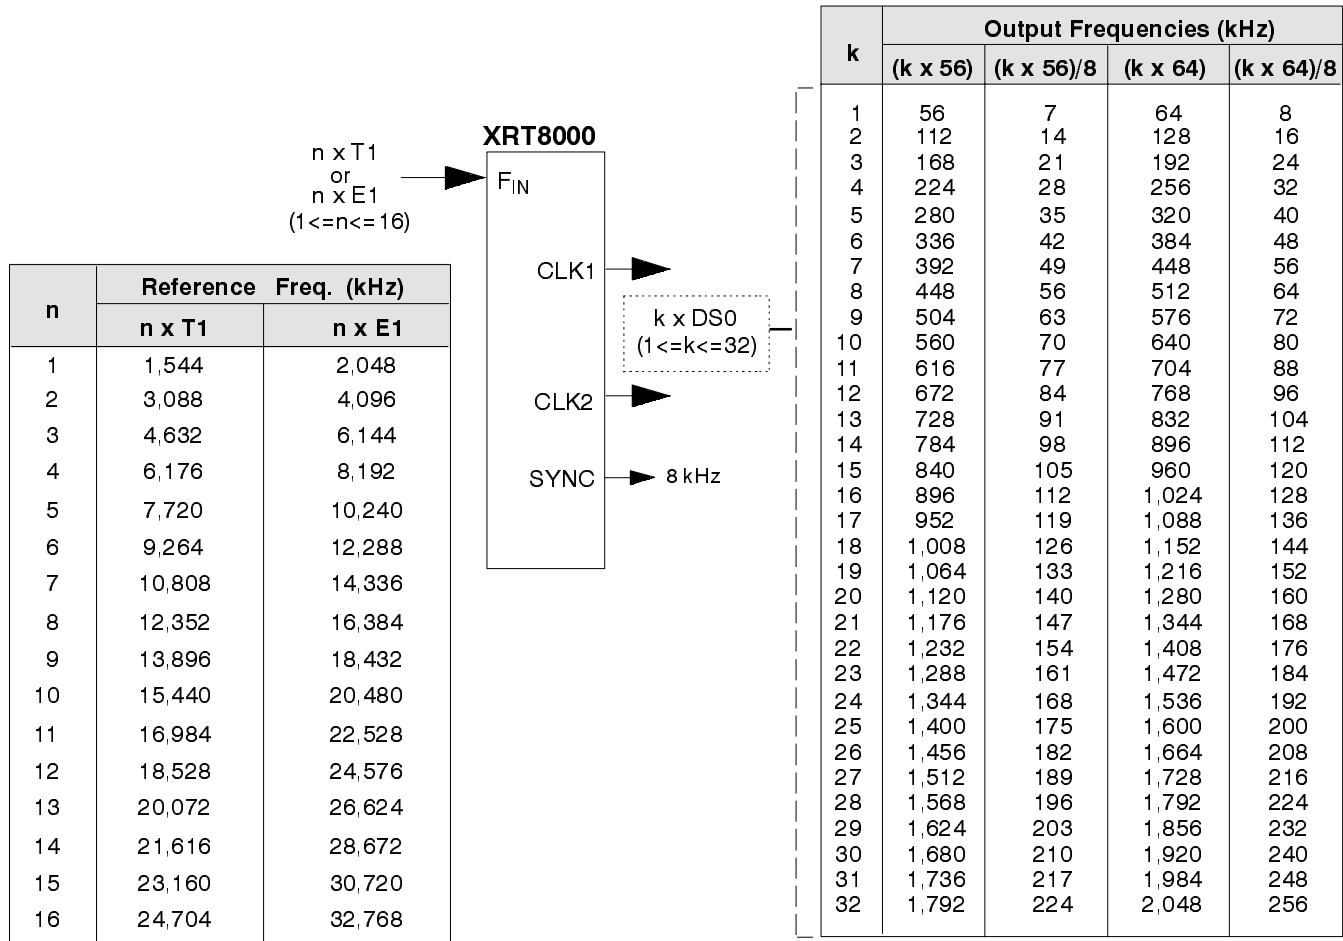 XRT8000
n x T1
or
n x E1
(1<=n<=16)
FIN
CLK1
CLK2
SYNC
8 kHz
k x DS0
(1<=k<=32)
n Reference Freq. (kHz)
n x T1 n x E1
1 1,544 2,048
2 3,088 4,096
3 4,632 6,144
4 6,176 8,192
5 7,720 10,240
6 9,264 12,288
7 10,808 14,336
8 12,352 16,384
9 13,896 18,432
10 15,440 20,480
11 16,984 22,528
12 18,528 24,576
13 20,072 26,624
14 21,616 28,672
15 23,160 30,720
16 24,704 32,768
k Output Frequencies (kHz)
(k x 56) (k x 56)/8 (k x 64) (k x 64)/8
1 56 7 64 8
2 112 14 128 16
3 168 21 192 24
4 224 28 256 32
5 280 35 320 40
6 336 42 384 48
7 392 49 448 56
8 448 56 512 64
9 504 63 576 72
10 560 70 640 80
11 616 77 704 88
12 672 84 768 96
13 728 91 832 104
14 784 98 896 112
15 840 105 960 120
16 896 112 1,024 128
17 952 119 1,088 136
18 1,008 126 1,152 144
19 1,064 133 1,216 152
20 1,120 140 1,280 160
21 1,176 147 1,344 168
22 1,232 154 1,408 176
23 1,288 161 1,472 184
24 1,344 168 1,536 192
25 1,400 175 1,600 200
26 1,456 182 1,664 208
27 1,512 189 1,728 216
28 1,568 196 1,792 224
29 1,624 203 1,856 232
30 1,680 210 1,920 240
31 1,736 217 1,984 248
32 1,792 224 2,048 256